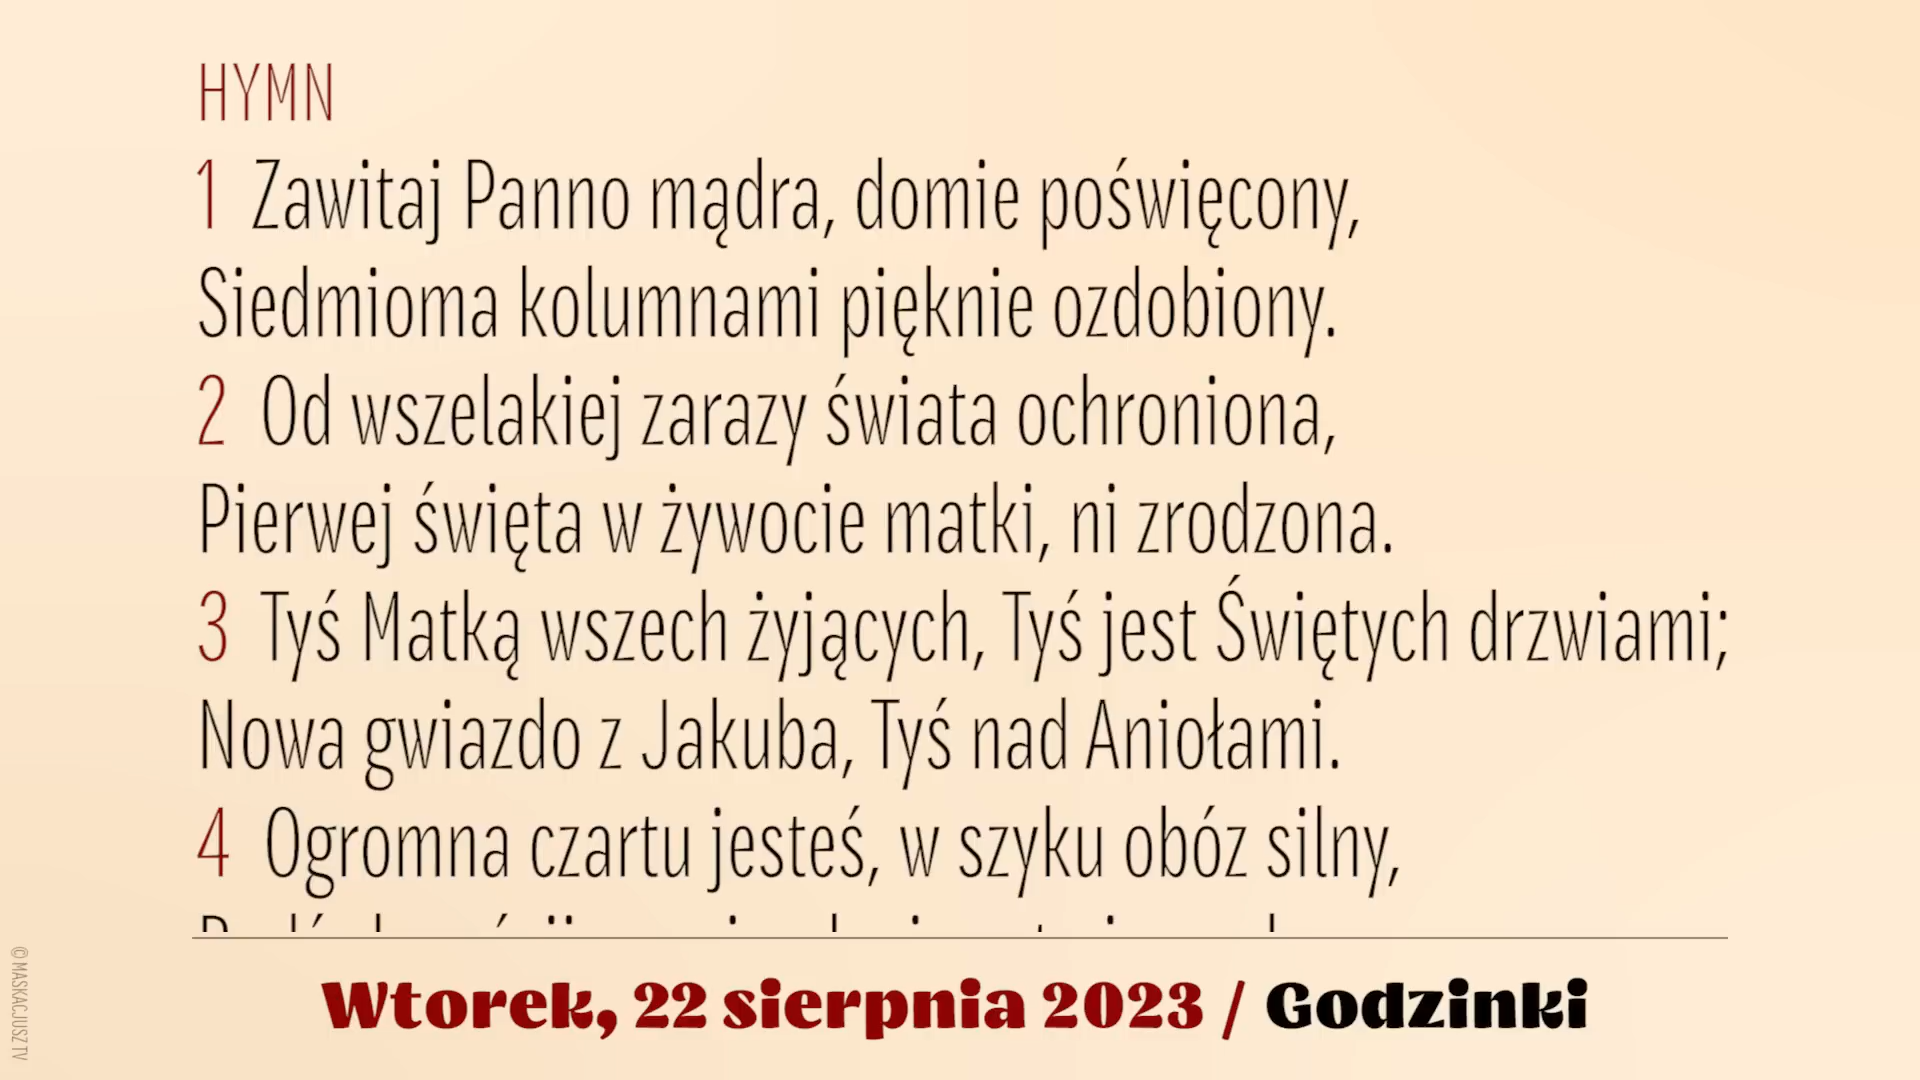 HYMN
1 Zawitaj Panno mądra, domie poświęcony,
Siedmioma kolumnami pięknie ozdobiony.
2 Od wszelakiej zarazy świata ochroniona,
Pierwej święta w żywocie matki, ni zrodzona.
3 Tyś Matką wszech żyjących, Tyś jest Świętych drzwiami;
Nowa gwiazdo z Jakuba, Tyś nad Aniołami.
4 Ogromna czartu jesteś, w szyku obóz silny,
Wtorek, 22 sierpnia 2023 / Godzinki
© MASKACJUSZ TV